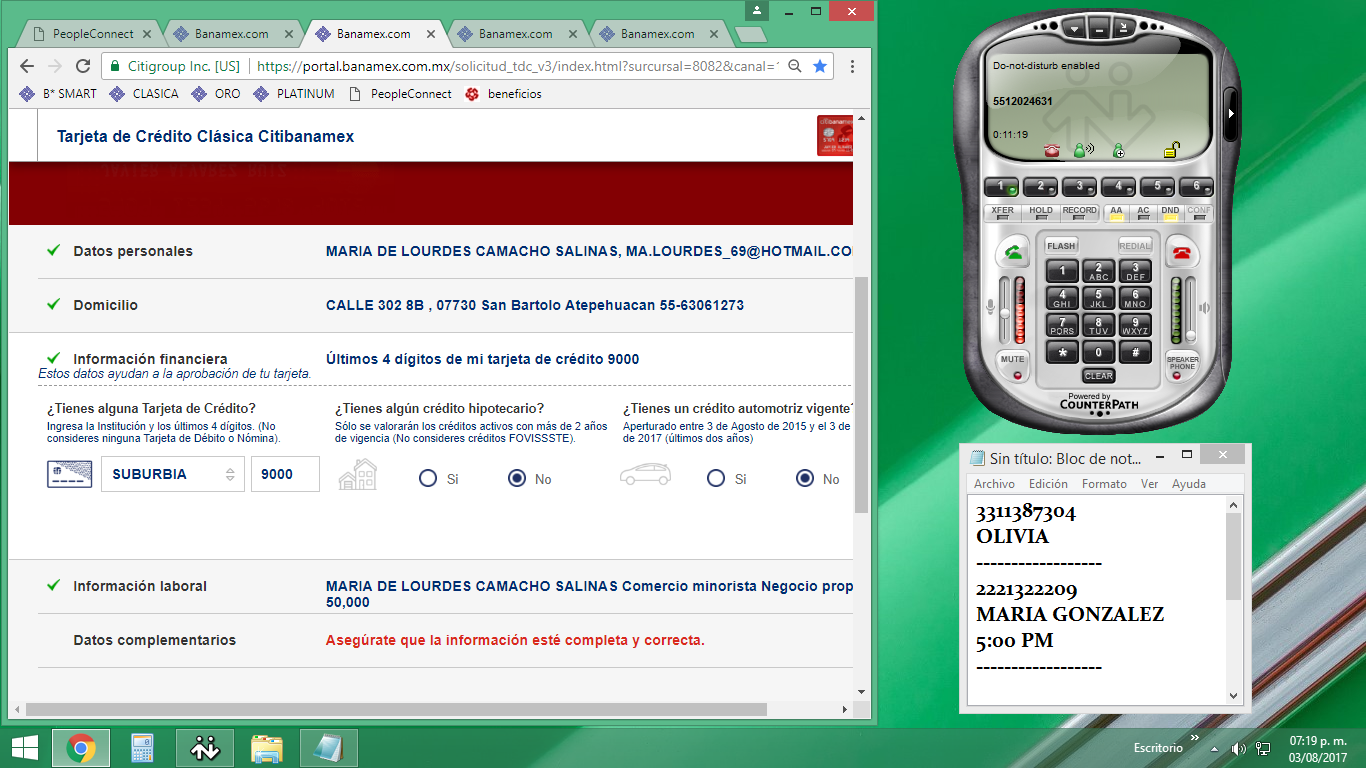 PeopleConnect
Banamex.com
Banamex.com
Banamex.com
Banamex.com
Citigroup Inc. [US] https://portal.banamex.com.mx/solicitud_tdc_v3/index.html?surcursal=8082&canal=
B* SMART CLASICA ORO PLATINUM PeopleConnect beneficios
Tarjeta de Crédito Clásica Citibanamex
Datos personales MARIA DE LOURDES CAMACHO SALINAS, MA.LOURDES_69@HOTMAIL.CO
Domicilio CALLE 302 8B , 07730 San Bartolo Atepehuacan 55-63061273
Información financiera Últimos 4 dígitos de mi tarjeta de crédito 9000
Estos datos ayudan a la aprobación de tu tarjeta.
¿Tienes alguna Tarjeta de Crédito? ¿Tienes algún crédito hipotecario? ¿Tienes un crédito automotriz vigente?
Ingresa la Institución y los últimos 4 dígitos. (No Sólo se valorarán los créditos activos con más de 2 años Aperturado entre 3 de Agosto de 2015 y el 3 de
consideres ninguna Tarjeta de Débito o Nómina). de vigencia (No consideres créditos FOVISSSTE). de 2017 (últimos dos años)
SUBURBIA 9000 Si No Si No
Información laboral MARIA DE LOURDES CAMACHO SALINAS Comercio minorista Negocio prop
50,000
Datos complementarios Asegúrate que la información esté completa y correcta.
Do-not-disturb enabled
5512024631
0:11:19
1 2 3 4 5 6
XFER HOLD RECORD AA AC DND CONF
FLASH REDIAL
1 2 ABC 3 DEF
4 GHI 5 JKL 6 MNO
7 PQRS 8 TUV 9 WXYZ
* 0 #
MUTE SPEAKER PHONE
CLEAR
Powered by
COUNTERPATH
Sin título: Bloc de not...
Archivo Edición Formato Ver Ayuda
3311387304
OLIVIA
------------------
2221322209
MARIA GONZALEZ
5:00 PM
------------------
Escritorio » 07:19 p. m.
03/08/2017